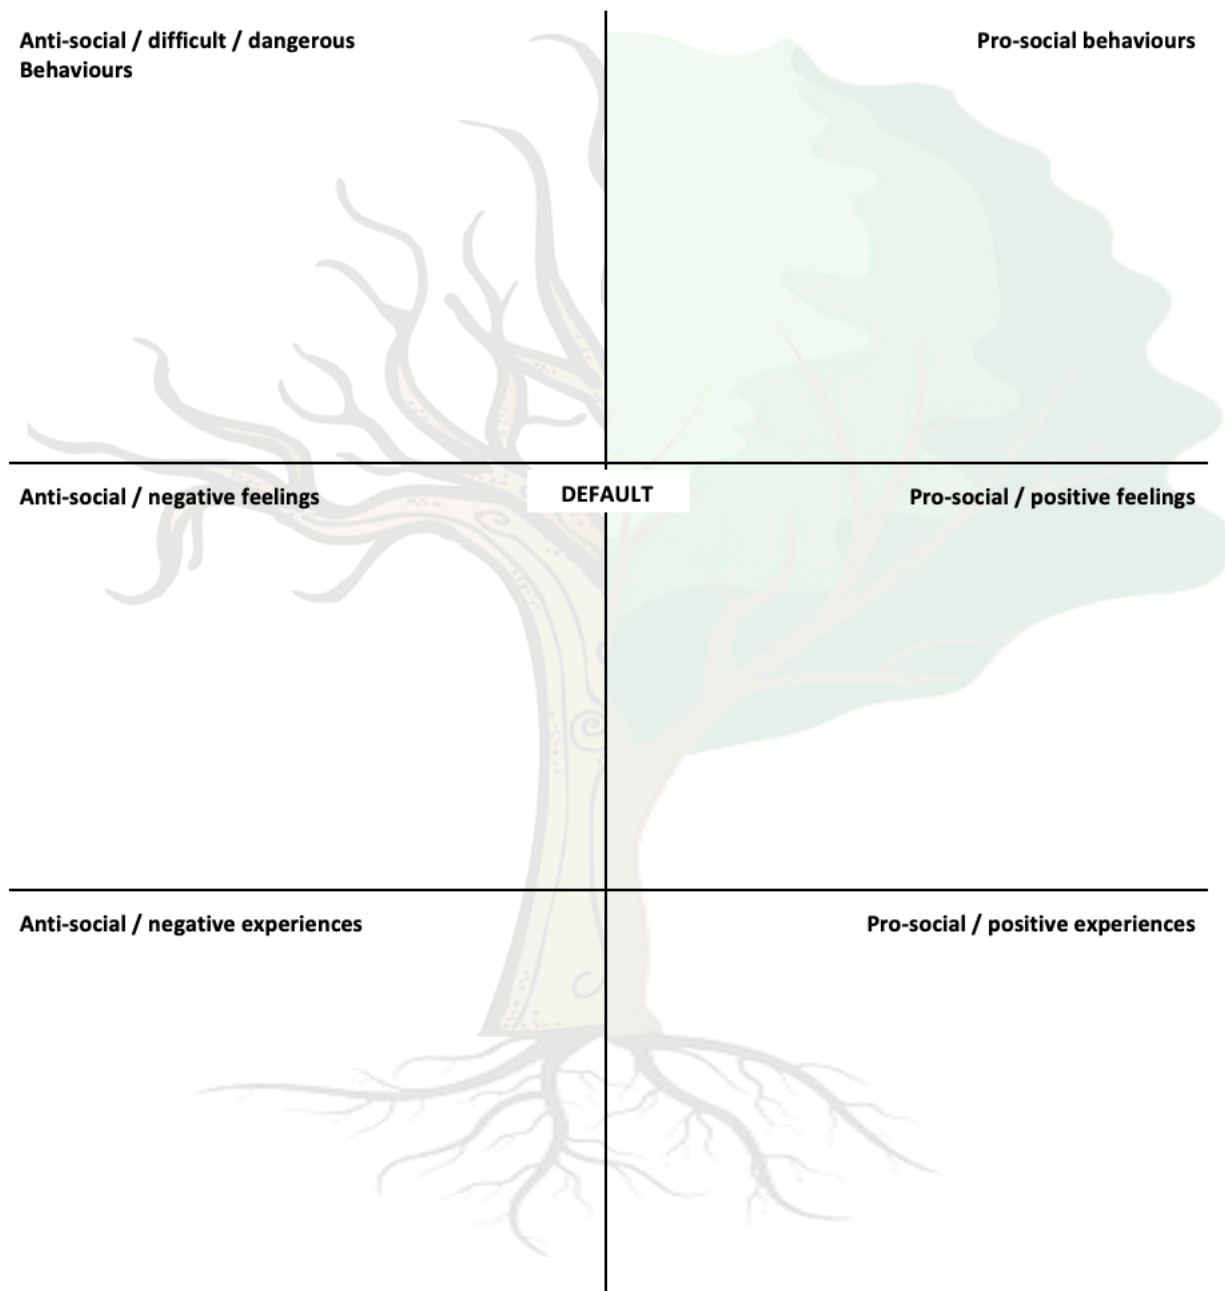 Anti-social / difficult / dangerous
Behaviours
Pro-social behaviours
Anti-social / negative feelings
DEFAULT
Pro-social / positive feelings
Anti-social / negative experiences
Pro-social / positive experiences